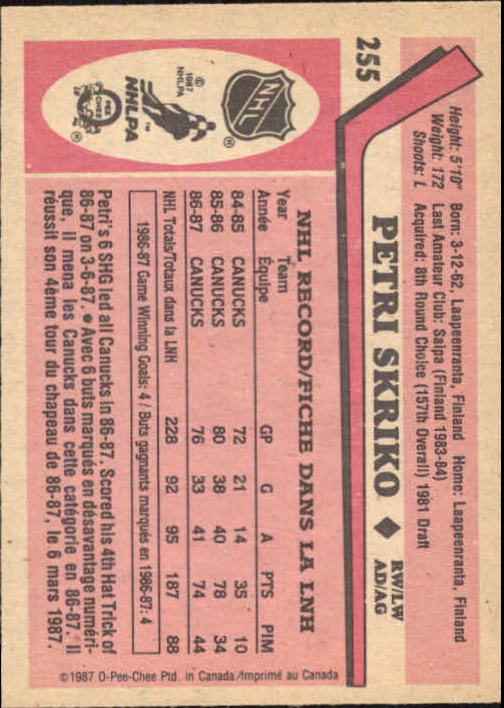 255
Height: 5'10" Born: 3-12-62, Laapeenranta, Finland Home: Laapeenranta, Finland
Weight: 172 Last Amateur Club: Saipa (Finland 1983-84)
Shoots: L Acquired: 8th Round Choice (157th Overall) 1981 Draft
PETRI SKRIKO ◆ RW/LW
AD/AG
NHL
© 1987 NHLPA
NHLPA™
O PEE CHEE
®
NHL RECORD/FICHE DANS LA LNH
Year Team
Année Équipe GP G A PTS PIM
84-85 CANUCKS 72 21 14 35 10
85-86 CANUCKS 80 38 40 78 34
86-87 CANUCKS 76 33 41 74 44
NHL Totals/Totaux dans la LNH 228 92 95 187 88
1986-87 Game Winning Goals: 4 / Buts gagnants marqués en 1986-87: 4
Petri's 6 SHG led all Canucks in 86-87. Scored his 4th Hat Trick of
86-87 on 3-6-87. • Avec 6 buts marqués en désavantage numéri-
que, il mena les Canucks dans cette catégorie en 86-87. Il
réussit son 4ème tour du chapeau de 86-87, le 6 mars 1987.
©1987 O-Pee-Chee Ptd. in Canada/Imprimé au Canada